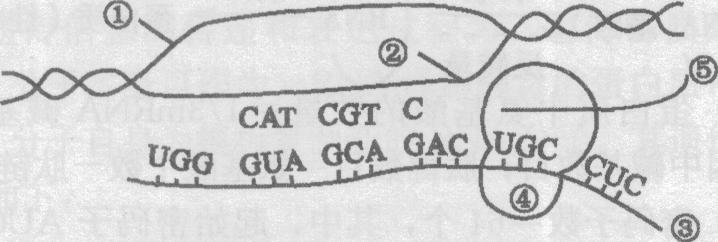 ①
②
⑤
CAT CGT C
UGG GUA GCA GAC UGC CUC
④
③